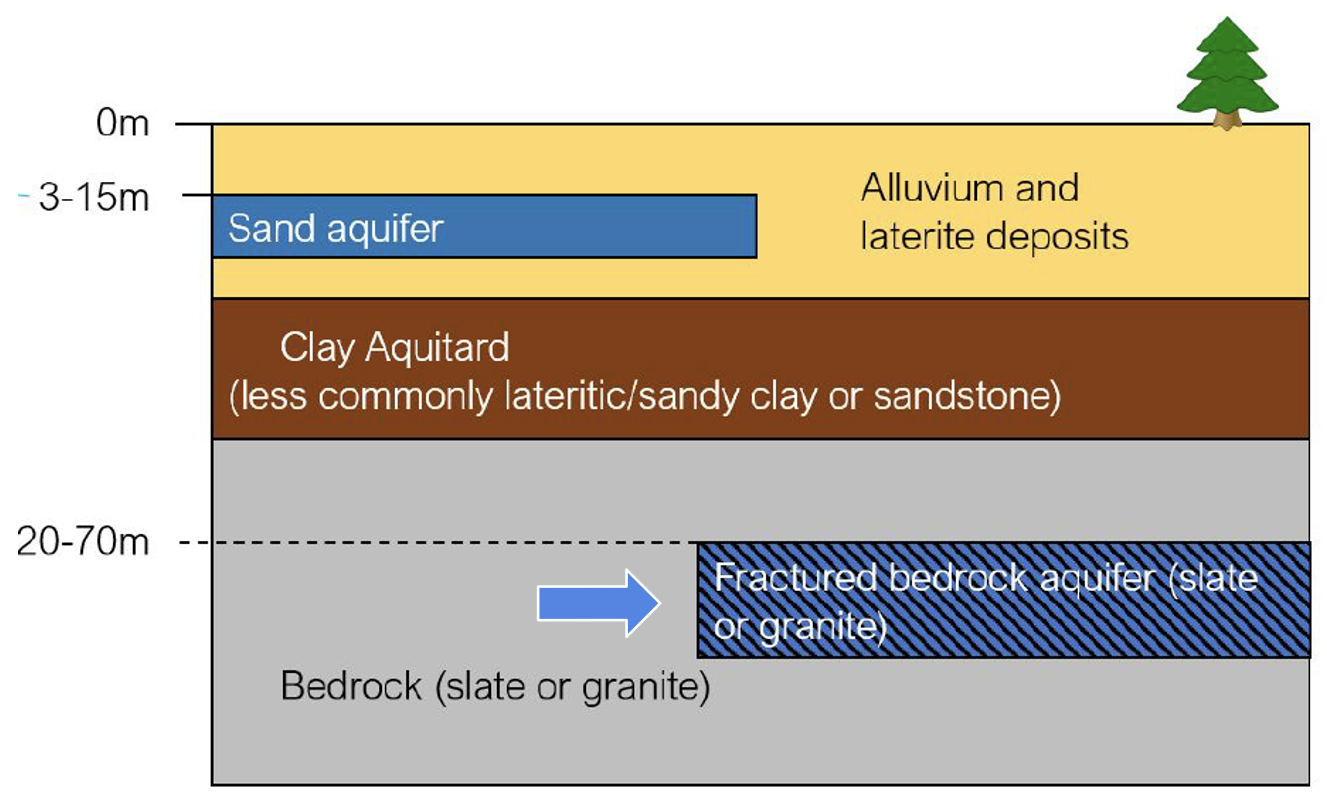 0m
3-15m
Sand aquifer
Alluvium and
laterite deposits
Clay Aquitard
(less commonly lateritic/sandy clay or sandstone)
20-70m
Fractured bedrock aquifer (slate
or granite)
Bedrock (slate or granite)